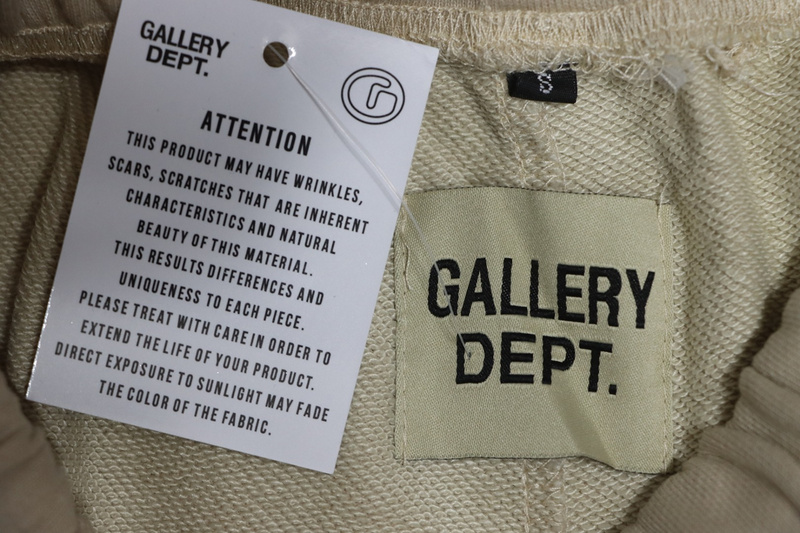 GALLERY
DEPT.
ATTENTION
THIS PRODUCT MAY HAVE WRINKLES,
SCARS, SCRATCHES THAT ARE INHERENT
CHARACTERISTICS AND NATURAL
BEAUTY OF THIS MATERIAL.
THIS RESULTS DIFFERENCES AND
UNIQUENESS TO EACH PIECE.
PLEASE TREAT WITH CARE IN ORDER TO
EXTEND THE LIFE OF YOUR PRODUCT.
DIRECT EXPOSURE TO SUNLIGHT MAY FADE
THE COLOR OF THE FABRIC.
S
GALLERY
DEPT.